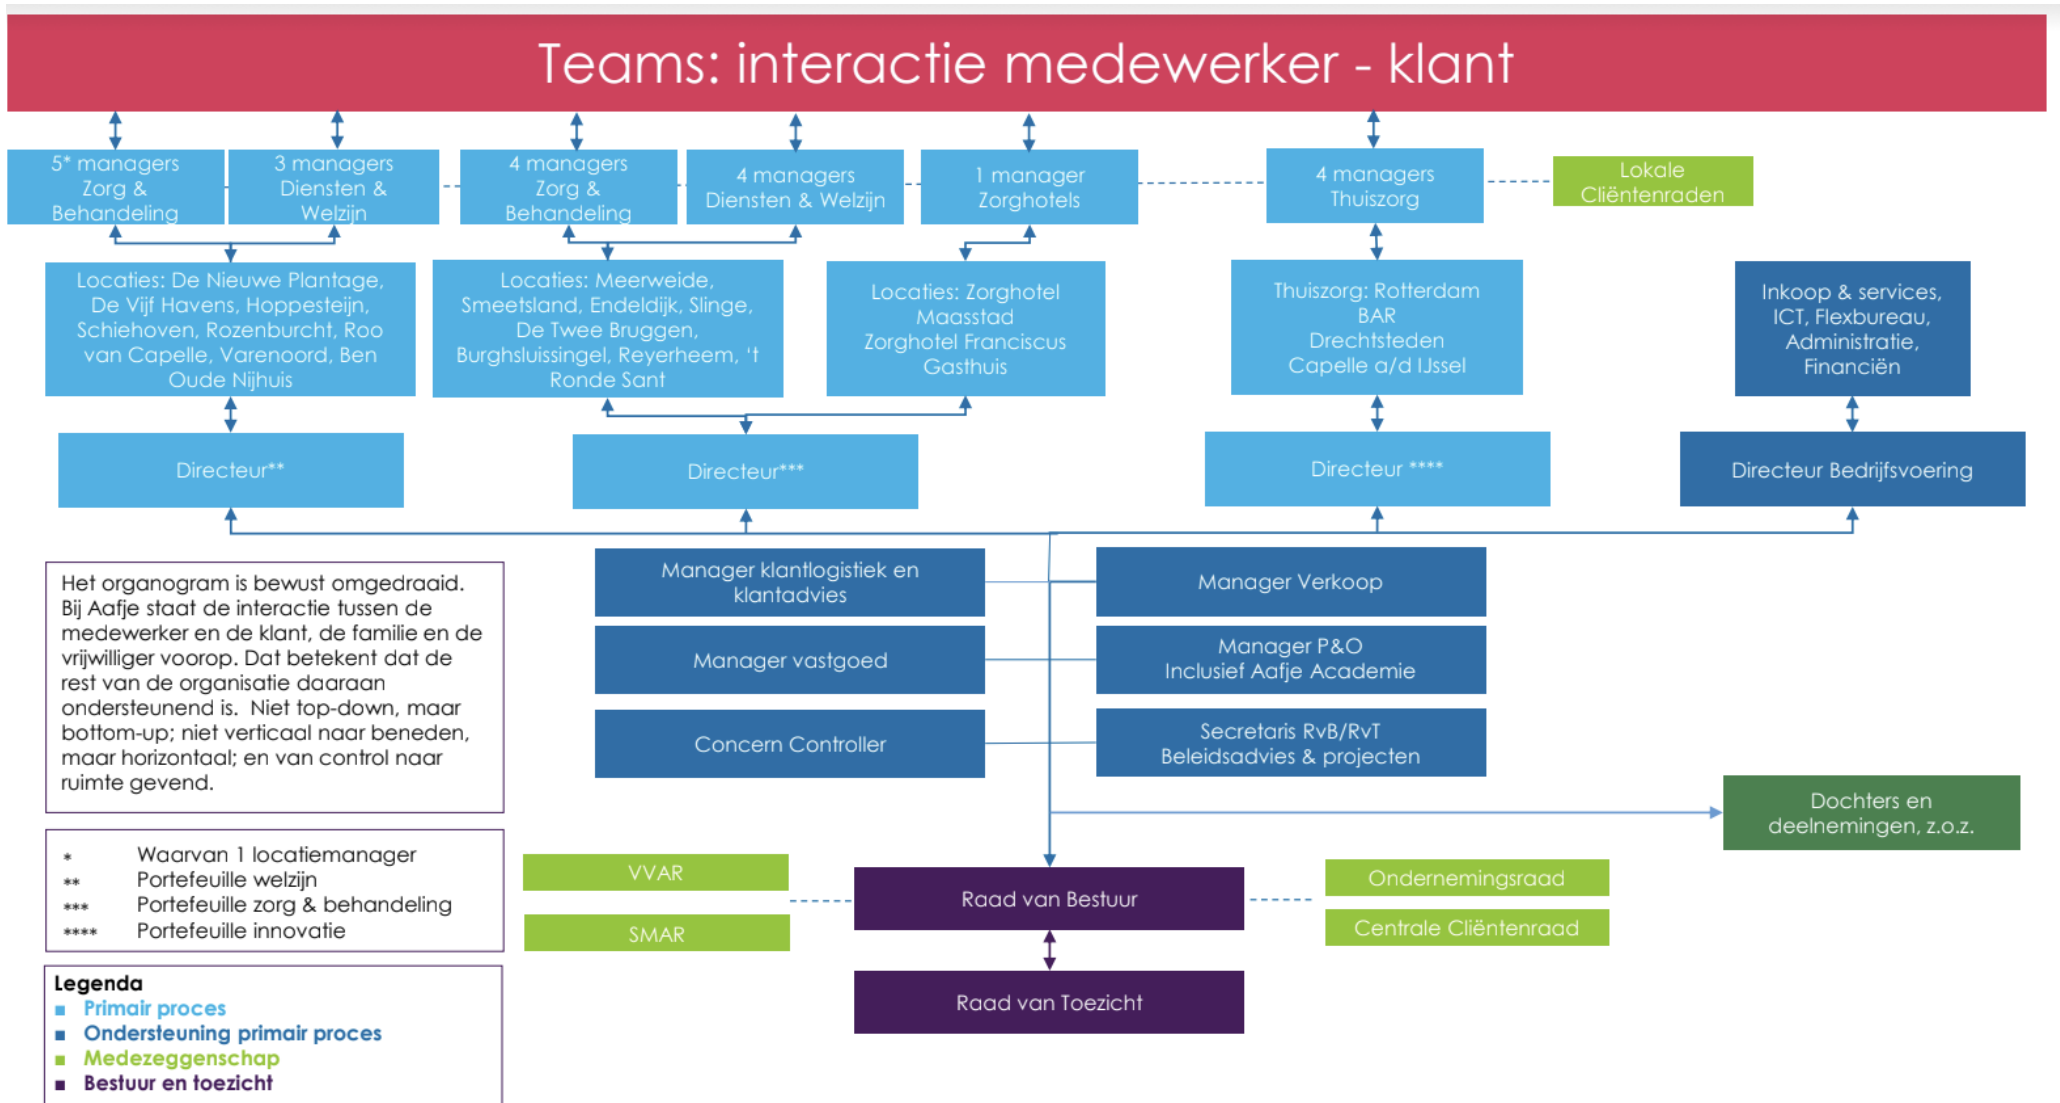 Teams: interactie medewerker - klant
5* managers
Zorg &
Behandeling
3 managers
Diensten &
Welzijn
4 managers
Zorg &
Behandeling
4 managers
Diensten & Welzijn
1 manager
Zorghotels
4 managers
Thuiszorg
Lokale
Cliëntenraden
Locaties: De Nieuwe Plantage,
De Vijf Havens, Hoppesteijn,
Schiehoven, Rozenburcht, Roo
van Capelle, Varenoord, Ben
Oude Nijhuis
Locaties: Meerweide,
Smeetsland, Endeldijk, Slinge,
De Twee Bruggen,
Burghsluissingel, Reyerheem, ‘t
Ronde Sant
Locaties: Zorghotel
Maasstad
Zorghotel Franciscus
Gasthuis
Thuiszorg: Rotterdam
BAR
Drechtsteden
Capelle a/d IJssel
Inkoop & services,
ICT, Flexbureau,
Administratie,
Financiën
Directeur**
Directeur***
Directeur ****
Directeur Bedrijfsvoering
Manager klantlogistiek en
klantadvies
Manager Verkoop
Manager vastgoed
Manager P&O
Inclusief Aafje Academie
Concern Controller
Secretaris RvB/RvT
Beleidsadvies & projecten
Het organogram is bewust omgedraaid.
Bij Aafje staat de interactie tussen de
medewerker en de klant, de familie en de
vrijwilliger voorop. Dat betekent dat de
rest van de organisatie daaraan
ondersteunend is.  Niet top-down, maar
bottom-up; niet verticaal naar beneden,
maar horizontaal; en van control naar
ruimte gevend.
Dochters en
deelnemingen, z.o.z.
* Waarvan 1 locatiemanager
** Portefeuille welzijn
*** Portefeuille zorg & behandeling
**** Portefeuille innovatie
VVAR
SMAR
Raad van Bestuur
Ondernemingsraad
Centrale Cliëntenraad
Raad van Toezicht
Legenda
Primair proces
Ondersteuning primair proces
Medezeggenschap
Bestuur en toezicht